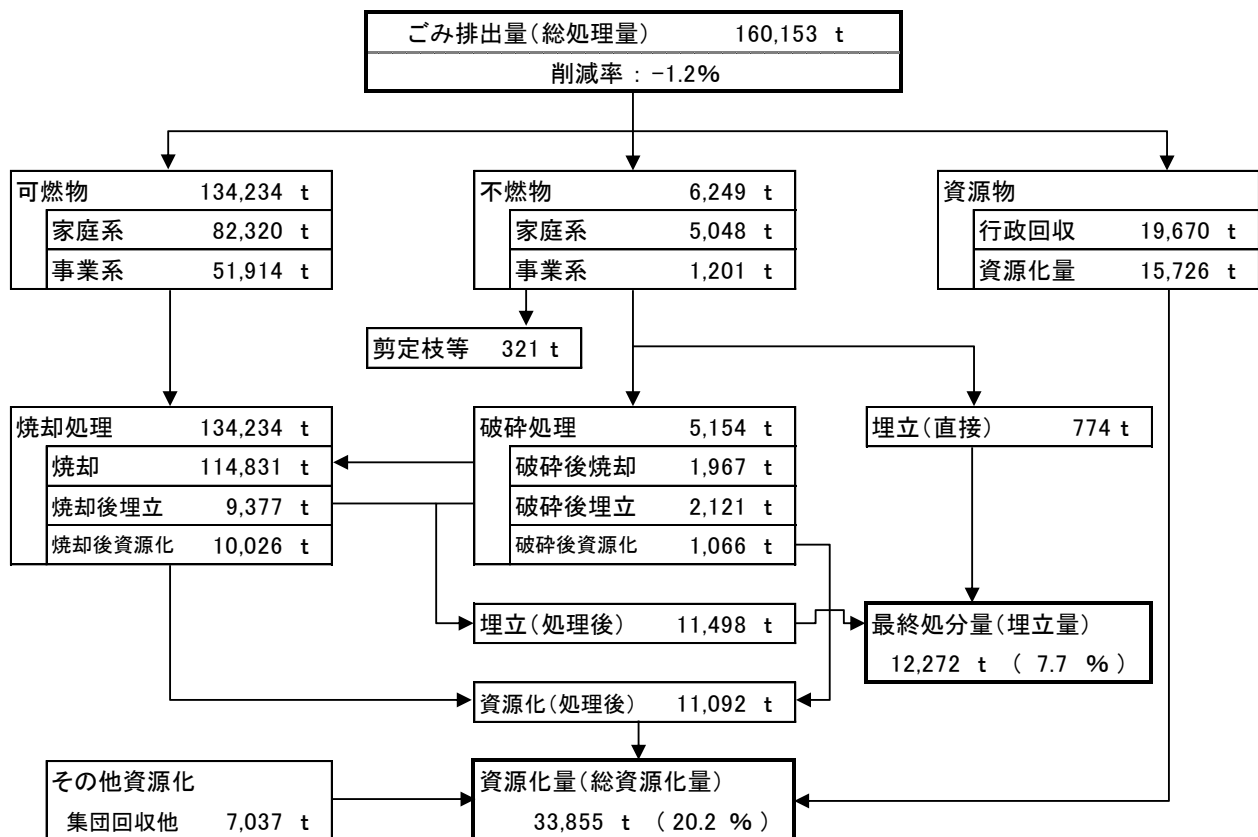 ごみ排出量（総処理量） 160,153 t
削減率 : -1.2%
可燃物 134,234 t
家庭系 82,320 t
事業系 51,914 t
不燃物 6,249 t
家庭系 5,048 t
事業系 1,201 t
資源物
行政回収 19,670 t
資源化量 15,726 t
剪定枝等 321 t
焼却処理 134,234 t
焼却 114,831 t
焼却後埋立 9,377 t
焼却後資源化 10,026 t
破砕処理 5,154 t
破砕後焼却 1,967 t
破砕後埋立 2,121 t
破砕後資源化 1,066 t
埋立（直接） 774 t
埋立（処理後） 11,498 t
最終処分量（埋立量）
12,272 t （ 7.7 % ）
資源化（処理後） 11,092 t
その他資源化
集団回収他 7,037 t
資源化量（総資源化量）
33,855 t （ 20.2 % ）